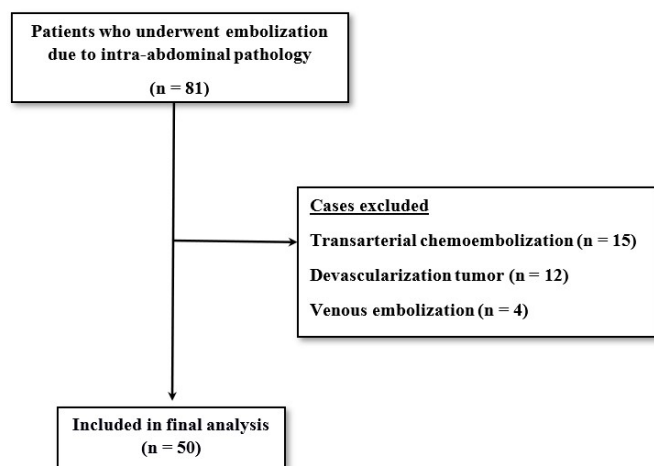 Patients who underwent embolization
due to intra-abdominal pathology
(n = 81)
Cases excluded
Transarterial chemoembolization (n = 15)
Devascularization tumor (n = 12)
Venous embolization (n = 4)
Included in final analysis
(n = 50)